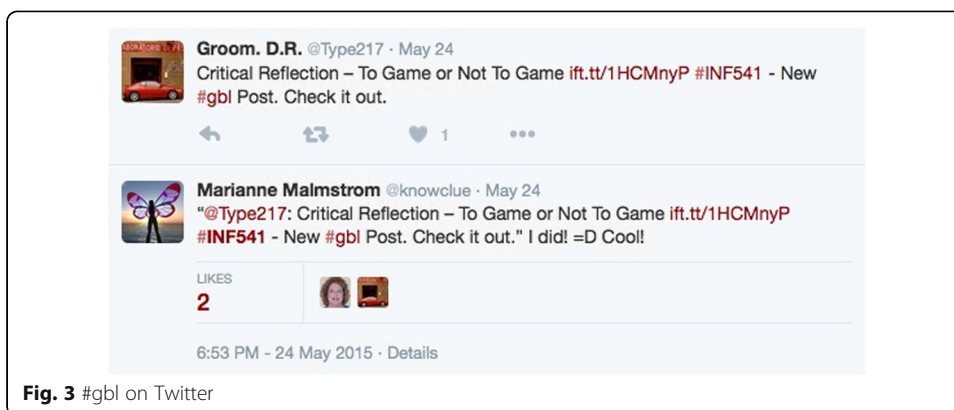 Groom. D.R. @Type217 · May 24
Critical Reflection – To Game or Not To Game ift.tt/1HCMnyP #INF541 - New
#gbl Post. Check it out.
1
Marianne Malmstrom @knowclue · May 24
"@Type217: Critical Reflection – To Game or Not To Game ift.tt/1HCMnyP
#INF541 - New #gbl Post. Check it out." I did! =D Cool!
LIKES
2
6:53 PM - 24 May 2015 · Details
Fig. 3 #gbl on Twitter